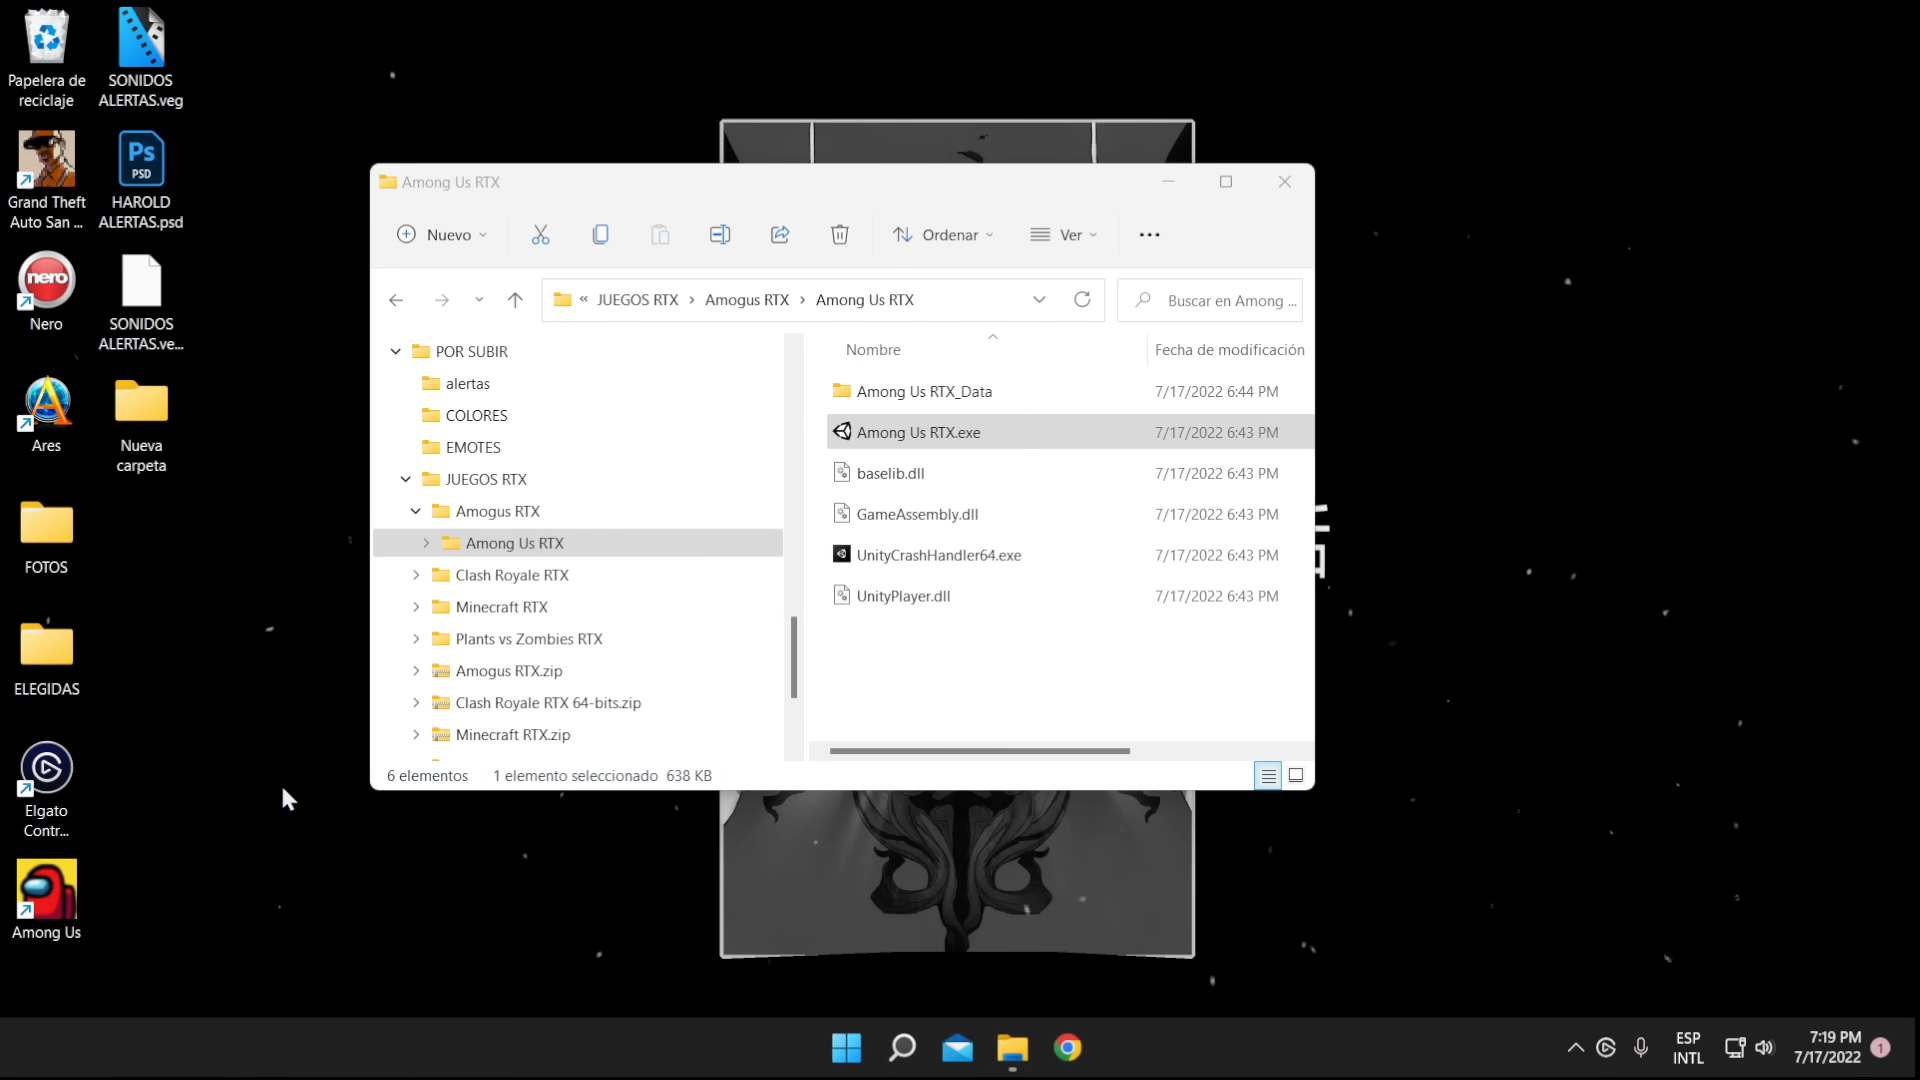 Papelera de
reciclaje
SONIDOS
ALERTAS.veg
Grand Theft
Auto San ...
Ps
PSD
HAROLD
ALERTAS.psd
nero
Nero
SONIDOS
ALERTAS.ve...
Ares
Nueva
carpeta
FOTOS
ELEGIDAS
Elgato
Contr...
Among Us
Among Us RTX
Nuevo
Ordenar
Ver
« JUEGOS RTX > Amogus RTX > Among Us RTX
Buscar en Among ...
POR SUBIR
alertas
COLORES
EMOTES
JUEGOS RTX
Amogus RTX
Among Us RTX
Clash Royale RTX
Minecraft RTX
Plants vs Zombies RTX
Amogus RTX.zip
Clash Royale RTX 64-bits.zip
Minecraft RTX.zip
Nombre Fecha de modificación
Among Us RTX_Data 7/17/2022 6:44 PM
Among Us RTX.exe 7/17/2022 6:43 PM
baselib.dll 7/17/2022 6:43 PM
GameAssembly.dll 7/17/2022 6:43 PM
UnityCrashHandler64.exe 7/17/2022 6:43 PM
UnityPlayer.dll 7/17/2022 6:43 PM
6 elementos 1 elemento seleccionado 638 KB
ESP
INTL
7:19 PM
7/17/2022
1